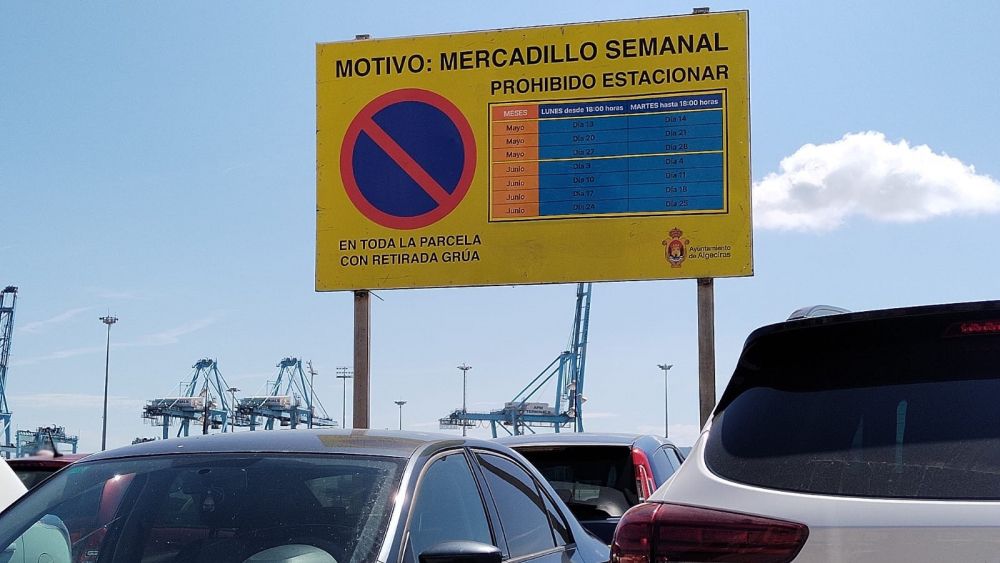 MOTIVO: MERCADILLO SEMANAL
PROHIBIDO ESTACIONAR
MESES LUNES desde 18:00 horas MARTES hasta 18:00 horas
Mayo Día 13 Día 14
Mayo Día 20 Día 21
Mayo Día 27 Día 28
Junio Día 3 Día 4
Junio Día 10 Día 11
Junio Día 17 Día 18
Junio Día 24 Día 25
EN TODA LA PARCELA
CON RETIRADA GRÚA
Ayuntamiento
de Algeciras
APM
TERMINALS